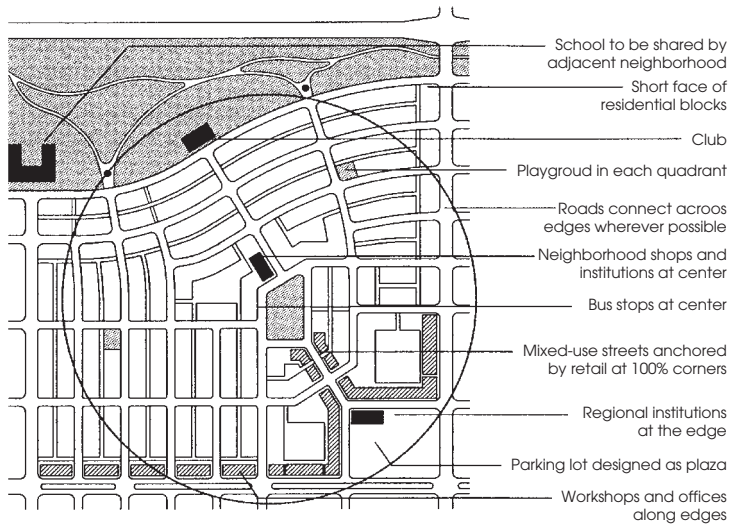 School to be shared by
adjacent neighborhood
Short face of
residential blocks
Club
Playgroud in each quadrant
Roads connect acroos
edges wherever possible
Neighborhood shops and
institutions at center
Bus stops at center
Mixed-use streets anchored
by retail at 100% corners
Regional institutions
at the edge
Parking lot designed as plaza
Workshops and offices
along edges